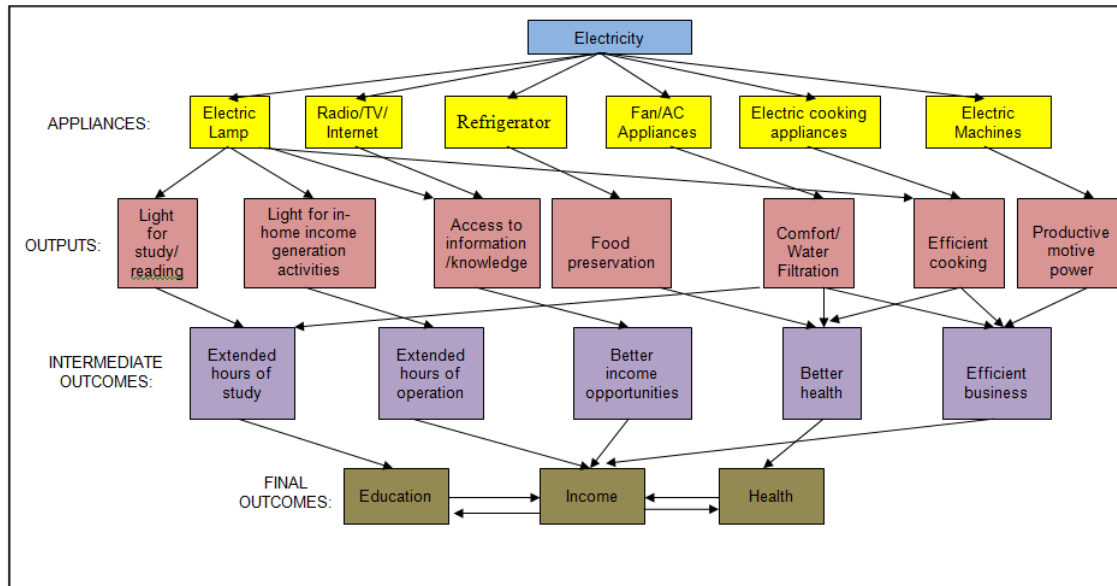 Electricity
APPLIANCES:
Electric
Lamp
Radio/TV/
Internet
Refrigerator
Fan/AC
Appliances
Electric cooking
appliances
Electric
Machines
OUTPUTS:
Light
for
study/
reading
Light for in-
home income
generation
activities
Access to
information
/knowledge
Food
preservation
Comfort/
Water
Filtration
Efficient
cooking
Productive
motive
power
INTERMEDIATE
OUTCOMES:
Extended
hours of
study
Extended
hours of
operation
Better
income
opportunities
Better
health
Efficient
business
FINAL
OUTCOMES:
Education
Income
Health